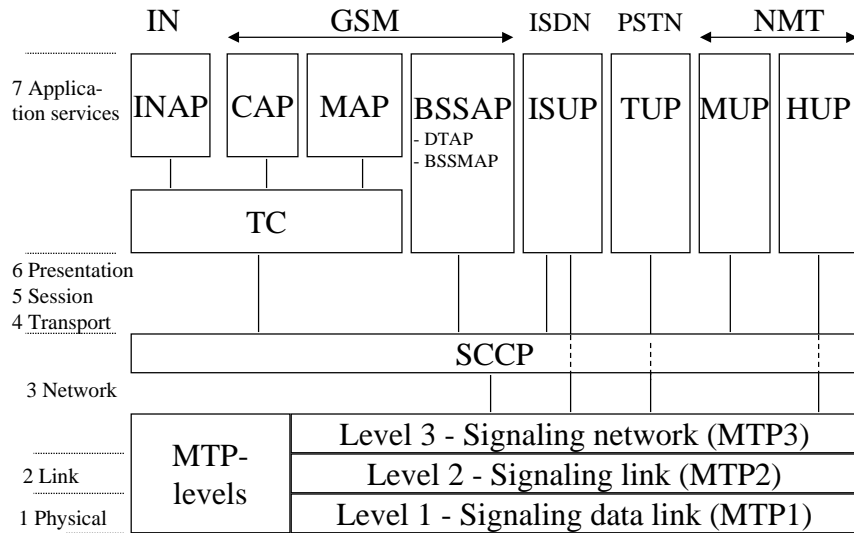 IN GSM ISDN PSTN NMT
7 Applica-
tion services
INAP CAP MAP BSSAP ISUP TUP MUP HUP
- DTAP
- BSSMAP
TC
6 Presentation
5 Session
4 Transport
SCCP
3 Network
MTP-
levels
Level 3 - Signaling network (MTP3)
2 Link
Level 2 - Signaling link (MTP2)
1 Physical
Level 1 - Signaling data link (MTP1)